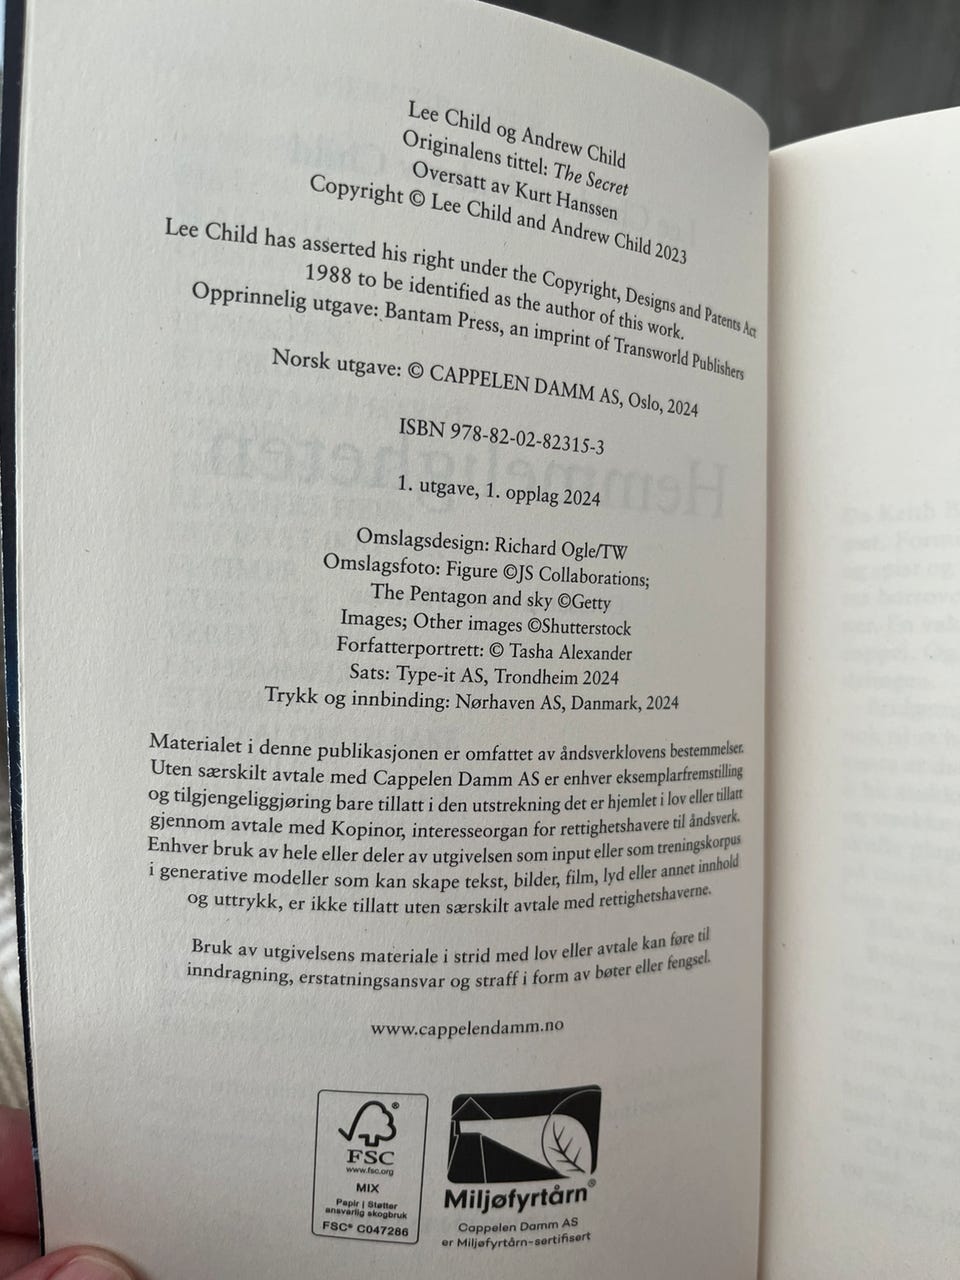 Lee Child og Andrew Child
Originalens tittel: The Secret
Oversatt av Kurt Hanssen
Copyright © Lee Child and Andrew Child 2023
Lee Child has asserted his right under the Copyright, Designs and Patents Act
1988 to be identified as the author of this work.
Opprinnelig utgave: Bantam Press, an imprint of Transworld Publishers
Norsk utgave: © CAPPELEN DAMM AS, Oslo, 2024
ISBN 978-82-02-82315-3
1. utgave, 1. opplag 2024
Omslagsdesign: Richard Ogle/TW
Omslagsfoto: Figure ©JS Collaborations;
The Pentagon and sky ©Getty
Images; Other images ©Shutterstock
Forfatterportrett: © Tasha Alexander
Sats: Type-it AS, Trondheim 2024
Trykk og innbinding: Nørhaven AS, Danmark, 2024
Materialet i denne publikasjonen er omfattet av åndsverklovens bestemmelser.
Uten særskilt avtale med Cappelen Damm AS er enhver eksemplarfremstilling
og tilgjengeliggjøring bare tillatt i den utstrekning det er hjemlet i lov eller tillatt
gjennom avtale med Kopinor, interesseorgan for rettighetshavere til åndsverk.
Enhver bruk av hele eller deler av utgivelsen som input eller som treningskorpus
i generative modeller som kan skape tekst, bilder, film, lyd eller annet innhold
og uttrykk, er ikke tillatt uten særskilt avtale med rettighetshaverne.
Bruk av utgivelsens materiale i strid med lov eller avtale kan føre til
inndragning, erstatningsansvar og straff i form av bøter eller fengsel.
www.cappelendamm.no
FSC
www.fsc.org
MIX
Papir | Støtter
ansvarlig skogbruk
FSC® C047286
Miljøfyrtårn®
Cappelen Damm AS
er Miljøfyrtårn-sertifisert